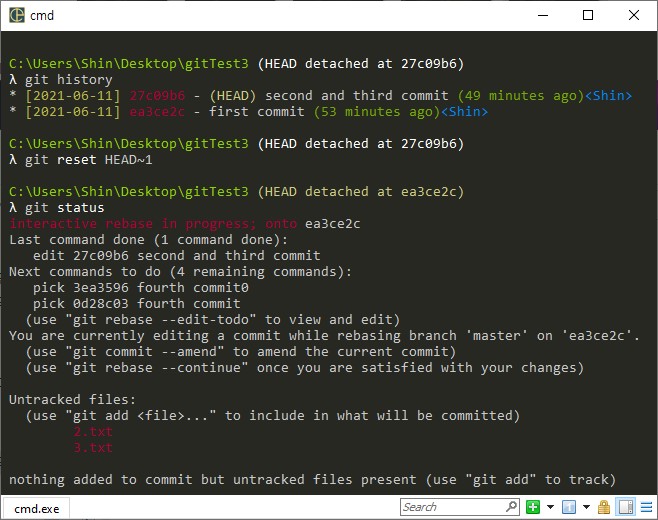 cmd
C:\Users\Shin\Desktop\gitTest3 (HEAD detached at 27c09b6)
λ git history
* [2021-06-11] 27c09b6 - (HEAD) second and third commit (49 minutes ago)<Shin>
* [2021-06-11] ea3ce2c - first commit (53 minutes ago)<Shin>
C:\Users\Shin\Desktop\gitTest3 (HEAD detached at 27c09b6)
λ git reset HEAD~1
C:\Users\Shin\Desktop\gitTest3 (HEAD detached at ea3ce2c)
λ git status
interactive rebase in progress; onto ea3ce2c
Last command done (1 command done):
   edit 27c09b6 second and third commit
Next commands to do (4 remaining commands):
   pick 3ea3596 fourth commit0
   pick 0d28c03 fourth commit
  (use "git rebase --edit-todo" to view and edit)
You are currently editing a commit while rebasing branch 'master' on 'ea3ce2c'.
  (use "git commit --amend" to amend the current commit)
  (use "git rebase --continue" once you are satisfied with your changes)
Untracked files:
  (use "git add <file>..." to include in what will be committed)
        2.txt
        3.txt
nothing added to commit but untracked files present (use "git add" to track)
cmd.exe
Search